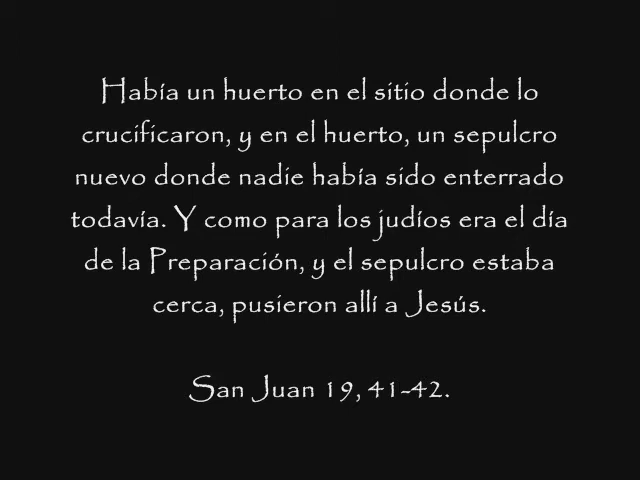 Había un huerto en el sitio donde lo
crucificaron, y en el huerto, un sepulcro
nuevo donde nadie había sido enterrado
todavía. Y como para los judíos era el día
de la Preparación, y el sepulcro estaba
cerca, pusieron allí a Jesús.
San Juan 19, 41-42.